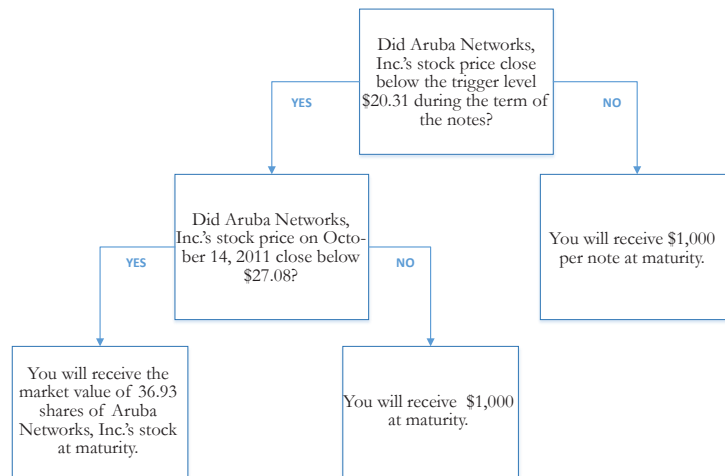 Did Aruba Networks,
Inc.'s stock price close
below the trigger level
$20.31 during the term of
the notes?
YES
NO
Did Aruba Networks,
Inc.'s stock price on Octo-
ber 14, 2011 close below
$27.08?
You will receive $1,000
per note at maturity.
YES
NO
You will receive the
market value of 36.93
shares of Aruba
Networks, Inc.'s stock
at maturity.
You will receive $1,000
at maturity.